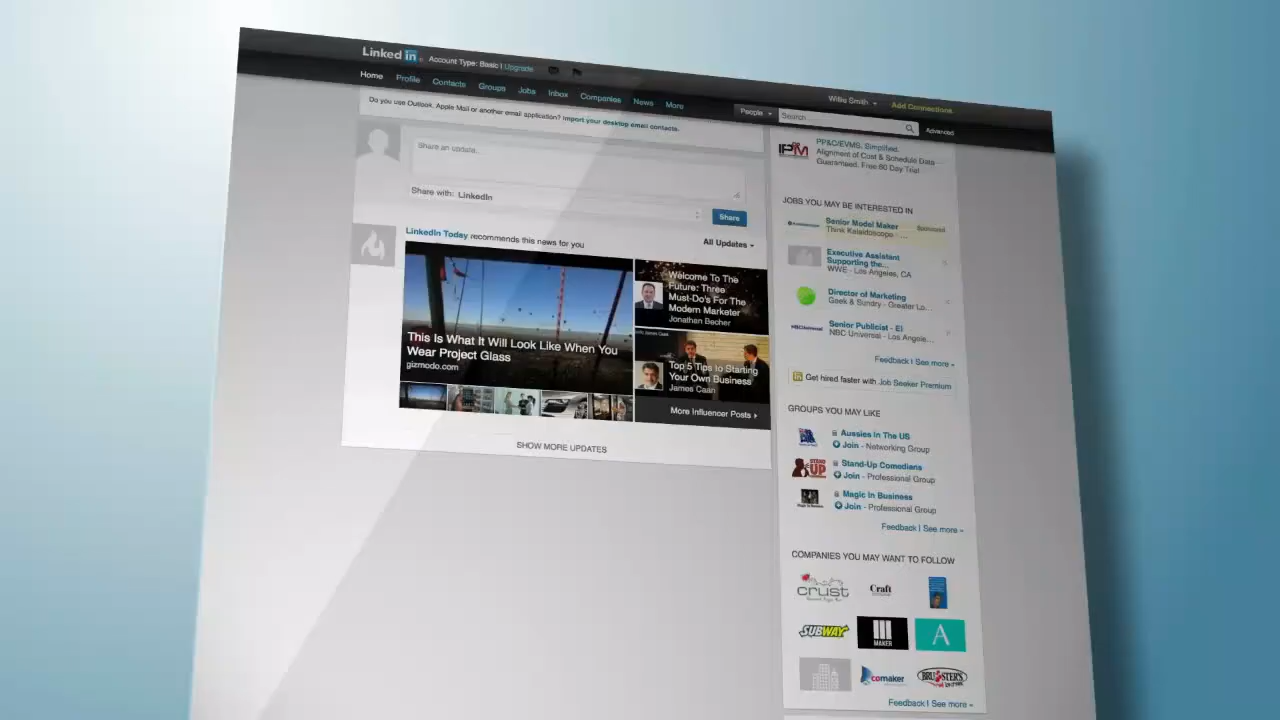 Linked in
Account Type: Basic | Upgrade
Home Profile Contacts Groups Jobs Inbox Companies News More
Willie Smith
Add Connections
People
Search...
Advanced
Do you use Outlook, Apple Mail or another email application? Import your desktop email contacts.
Share an update...
Share with: LinkedIn
Share
LinkedIn Today recommends this news for you
All Updates
This Is What It Will Look Like When You
Wear Project Glass
gizmodo.com
Welcome To The
Future: Three
Must-Do's For The
Modern Marketer
Jonathan Becher
Top 5 Tips to Starting
Your Own Business
James Caan
More Influencer Posts
SHOW MORE UPDATES
IPM
PP&C/EVMS. Simplified.
Alignment of Cost & Schedule Data
Guaranteed. Free 60 Day Trial
JOBS YOU MAY BE INTERESTED IN
Senior Model Maker
Think Kaleidoscope - ...
Sponsored
Executive Assistant
Supporting the...
WWE - Los Angeles, CA
Director of Marketing
Geek & Sundry - Greater Lo...
Senior Publicist - E!
NBC Universal - Los Angele...
Feedback | See more
Get hired faster with Job Seeker Premium
GROUPS YOU MAY LIKE
Aussies In The US
Join - Networking Group
STAND UP
Stand-Up Comedians
Join - Professional Group
Magic In Business
Join - Professional Group
Feedback | See more
COMPANIES YOU MAY WANT TO FOLLOW
crust
Craft
SUBWAY
MAKER
A
comaker
BRUSTER'S
Feedback | See more